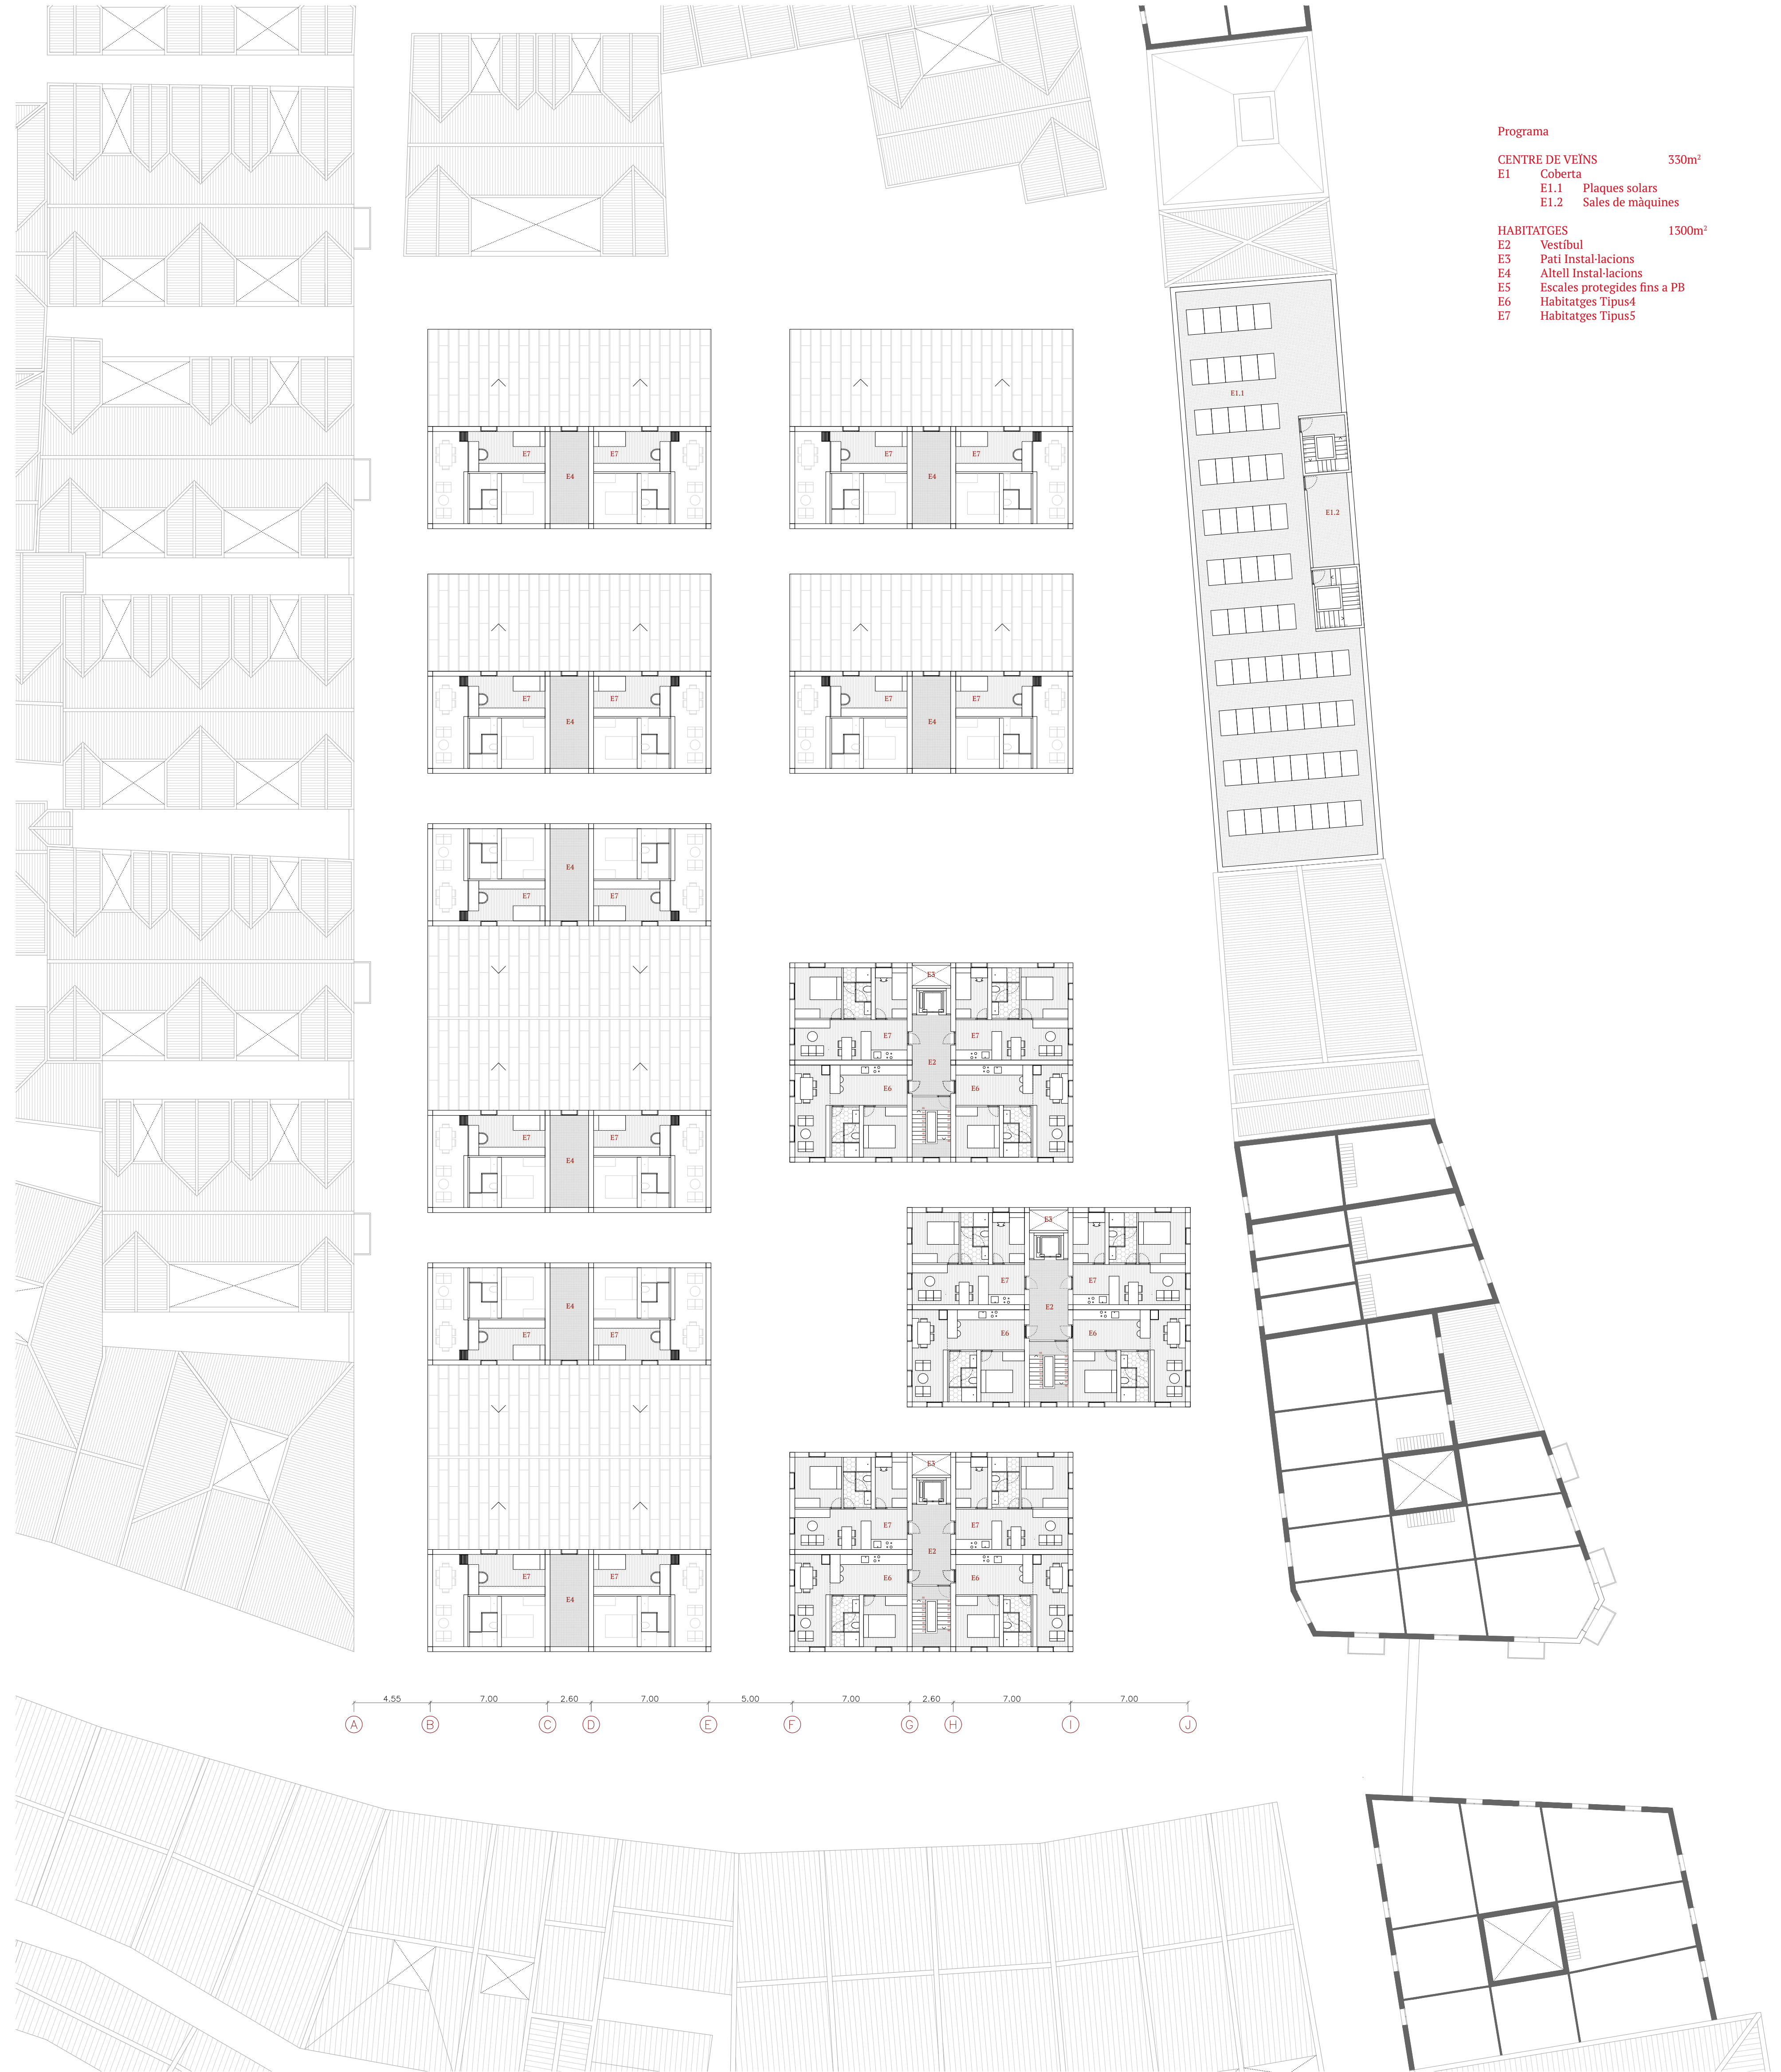 Programa
CENTRE DE VEÏNS 330m²
E1 Coberta
E1.1 Plaques solars
E1.2 Sales de màquines
HABITATGES 1300m²
E2 Vestíbul
E3 Pati Instal·lacions
E4 Altell Instal·lacions
E5 Escales protegides fins a PB
E6 Habitatges Tipus4
E7 Habitatges Tipus5
E1.1
E7 E7 E7 E7
E4 E4
E1.2
E7 E7 E7 E7
E4 E4
E4
E7 E7
E3
E7 E7
E2
E6 E6
E7 E7
E4
E3
E7 E7
E4 E2
E7 E7 E6 E6
E3
E7 E7
E2
E7 E7 E6 E6
E4
4.55 7.00 2.60 7.00 5.00 7.00 2.60 7.00 7.00
A B C D E F G H I J